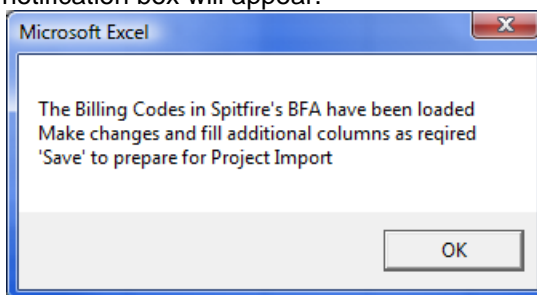 notification box will appear.
Microsoft Excel
X
The Billing Codes in Spitfire's BFA have been loaded
Make changes and fill additional columns as reqired
'Save' to prepare for Project Import
OK